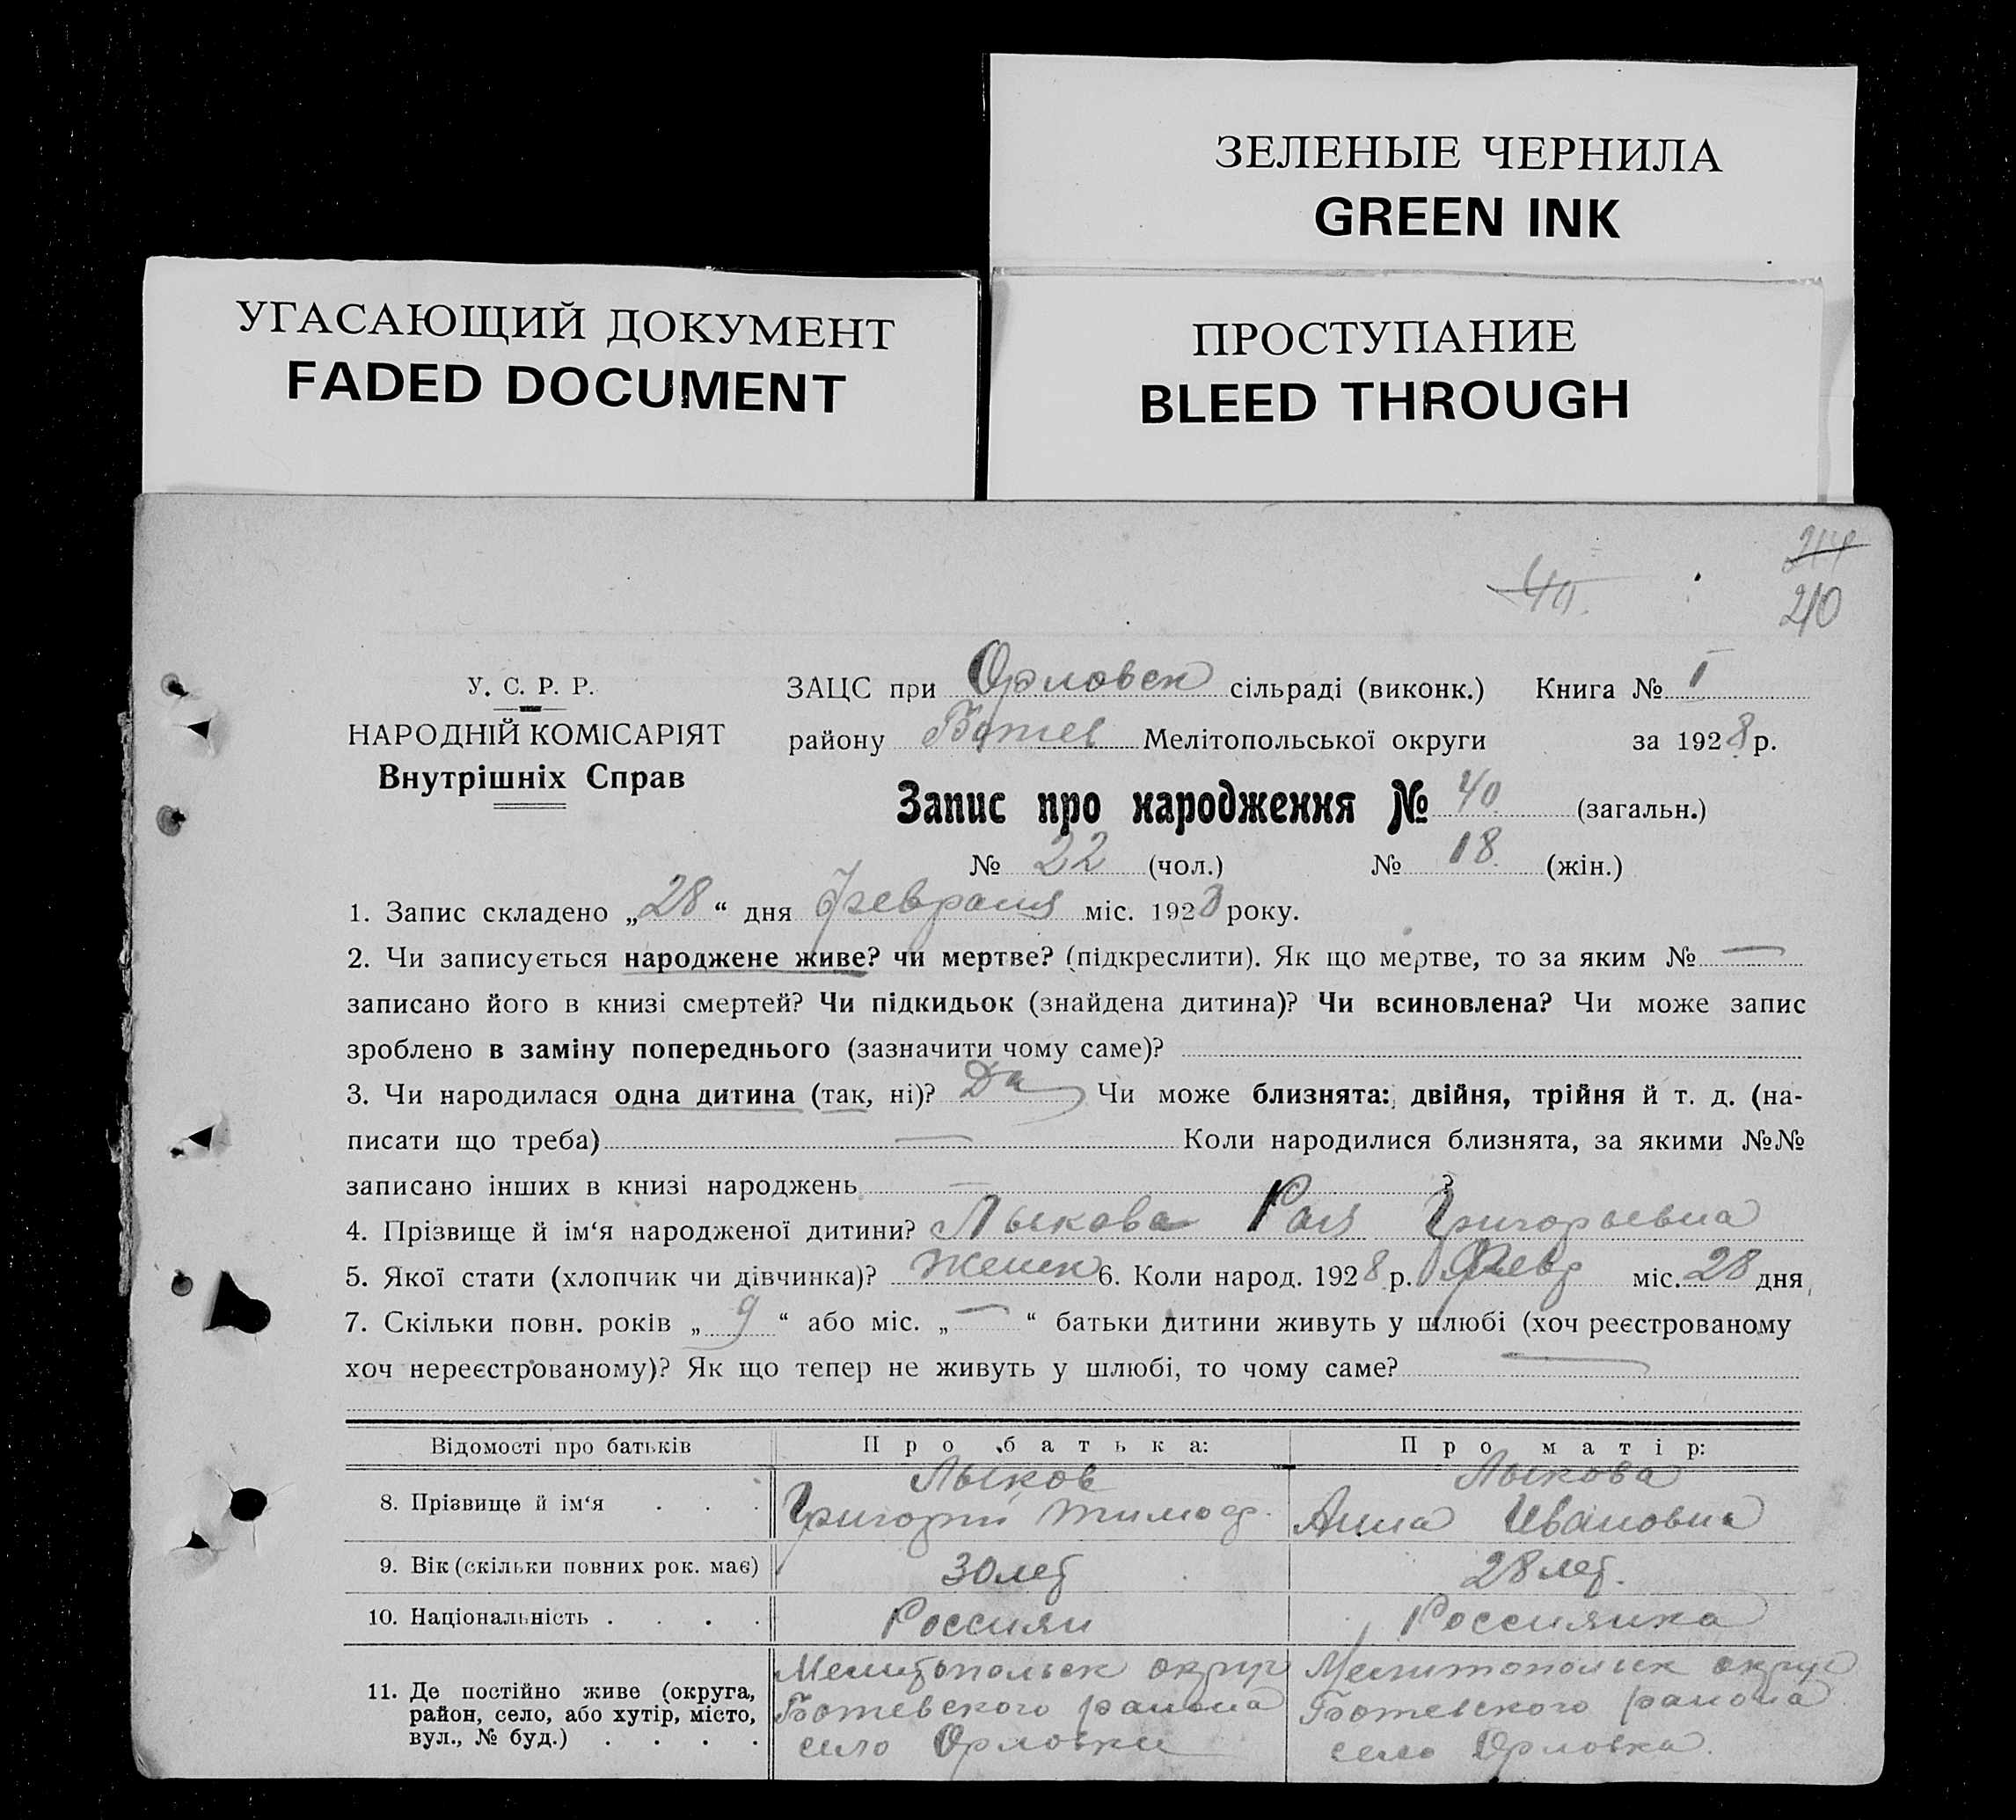 ЗЕЛЕНЫЕ ЧЕРНИЛА
GREEN INK
УГАСАЮЩИЙ ДОКУМЕНТ
FADED DOCUMENT
ПРОСТУПАНИЕ
BLEED THROUGH
214
40.
210
У. С. Р. Р.
НАРОДНІЙ КОМІСАРІЯТ
Внутрішніх Справ
ЗАЦС при Орловск сільраді (виконк.) Книга № I
району Ботев Мелітопольської округи за 1928 р.
Запис про народження № 40 (загальн.)
№ 22 (чол.) № 18 (жін.)
1. Запис складено „28“ дня Февраля міс. 1928 року.
2. Чи записується народжене живе? чи мертве? (підкреслити). Як що мертве, то за яким № —
записано його в книзі смертей? Чи підкидьок (знайдена дитина)? Чи всиновлена? Чи може запис
зроблено в заміну попереднього (зазначити чому саме)?
3. Чи народилася одна дитина (так, ні)? Да Чи може близнята: двійня, трійня й т. д. (на-
писати що треба) — Коли народилися близнята, за якими №№
записано інших в книзі народжень — ?
4. Прізвище й ім‘я народженої дитини? Лыкова Рая Григорьевна
5. Якої стати (хлопчик чи дівчинка)? Женск 6. Коли народ. 1928 р. Февр міс. 28 дня
7. Скільки повн. років „9“ або міс. „—“ батьки дитини живуть у шлюбі (хоч реєстрованому
хоч нереєстрованому)? Як що тепер не живуть у шлюбі, то чому саме? —
Відомості про батьків Про батька: Про матір:
8. Прізвище й ім‘я . . . Лыков Григорий Тимоф. Лыкова Анна Ивановна
9. Вік (скільки повних рок. має) 30 лет 28 лет.
10. Національність . . . . Россиян Россиянка
11. Де постійно живе (округа, Мелитопольск округ Мелитопольск округ
район, село, або хутір, місто, Ботевского района Ботевского района
вул., № буд.) . . . . село Орловки село Орловка.